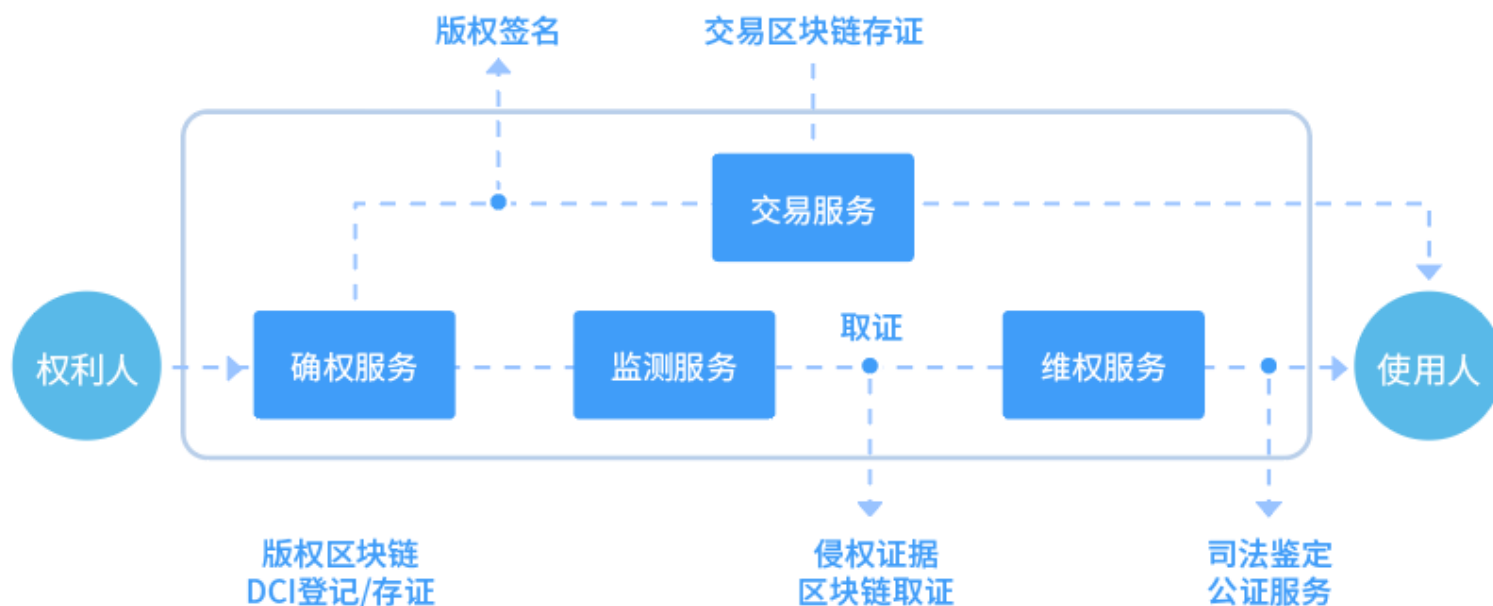 版权签名
交易区块链存证
交易服务
取证
权利人
确权服务
监测服务
维权服务
使用人
版权区块链
DCI登记/存证
侵权证据
区块链取证
司法鉴定
公证服务